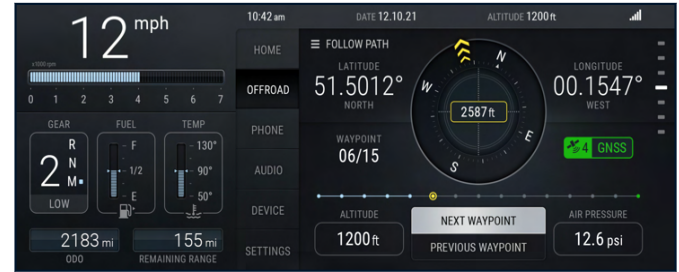 12 mph
x1000 rpm
0 1 2 3 4 5 6 7
GEAR
R
N
M
2
LOW
FUEL
F
1/2
E
TEMP
130°
90°
50°
2183 mi
ODO
155 mi
REMAINING RANGE
10:42 am
DATE 12.10.21
ALTITUDE 1200 ft
HOME
OFFROAD
PHONE
AUDIO
DEVICE
SETTINGS
FOLLOW PATH
LATITUDE
51.5012°
NORTH
WAYPOINT
06/15
N
W
E
S
2587 ft
LONGITUDE
00.1547°
WEST
4 GNSS
ALTITUDE
1200 ft
NEXT WAYPOINT
PREVIOUS WAYPOINT
AIR PRESSURE
12.6 psi